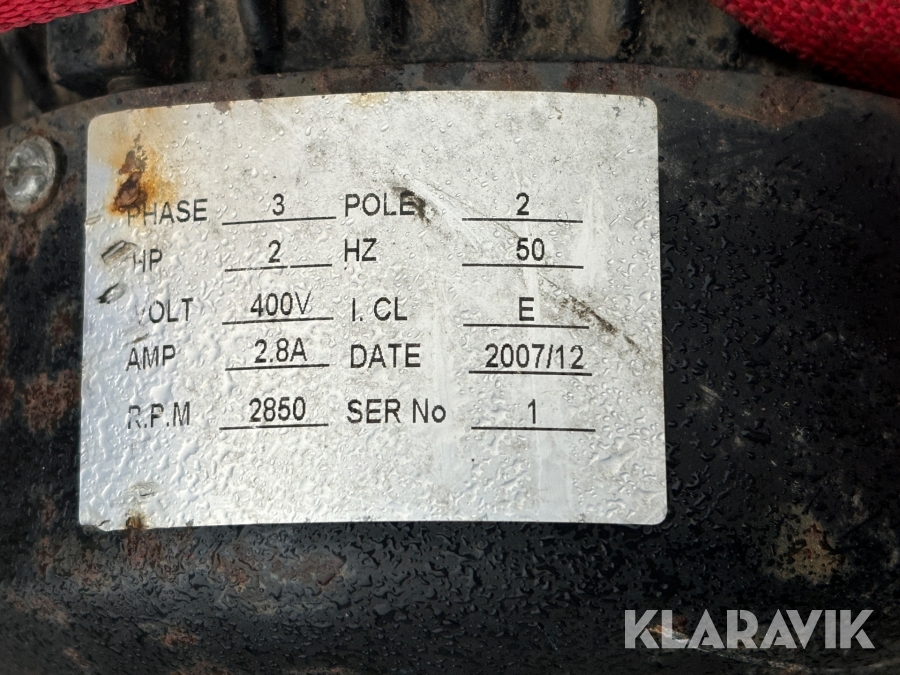 PHASE 3 POLE 2
HP 2 HZ 50
VOLT 400V I. CL E
AMP 2.8A DATE 2007/12
R.P.M 2850 SER No 1
KLARAVIK